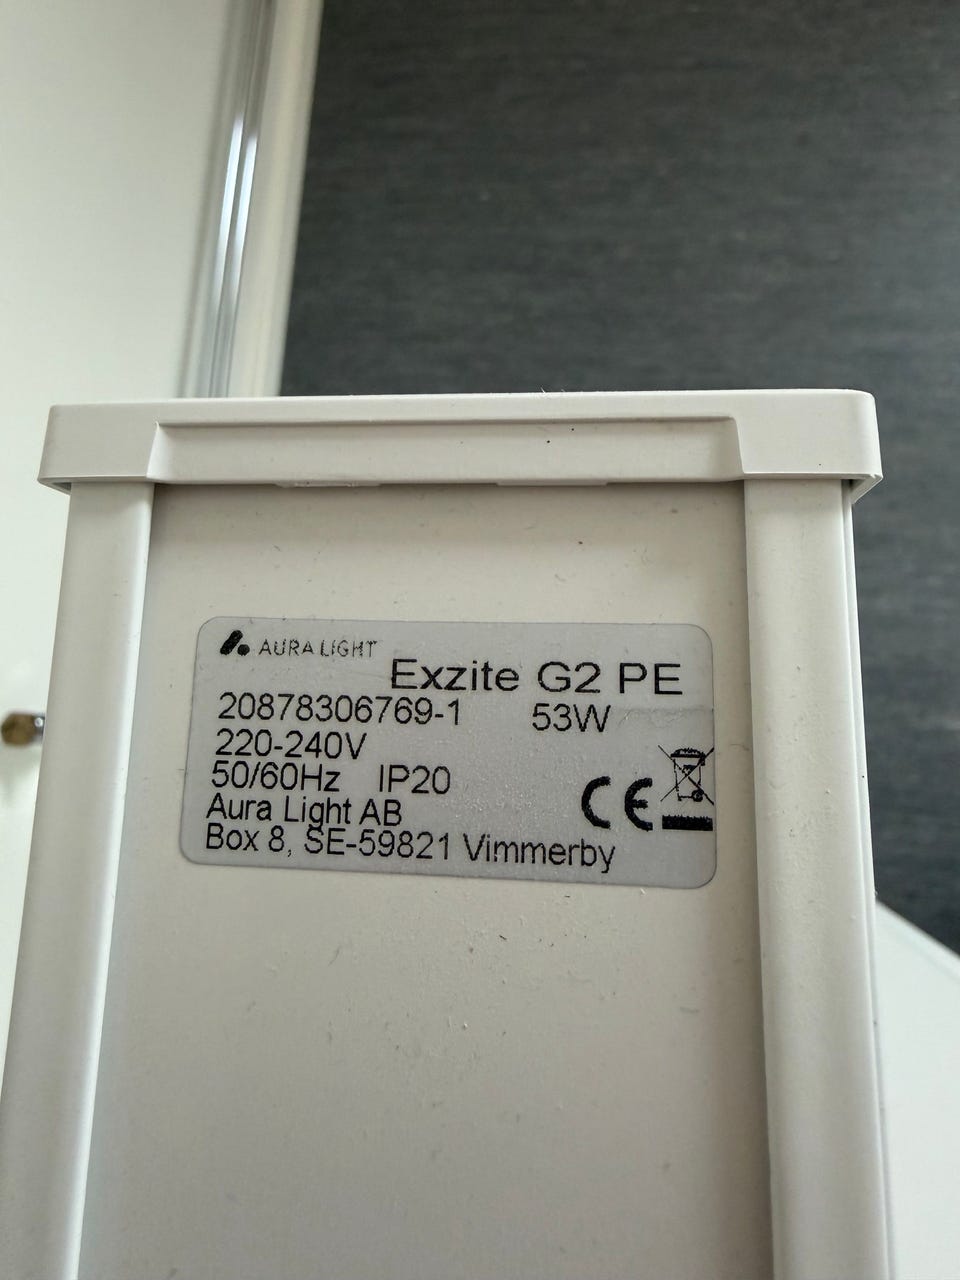 AURA LIGHT
Exzite G2 PE
20878306769-1 53W
220-240V
50/60Hz IP20
Aura Light AB
Box 8, SE-59821 Vimmerby
CE